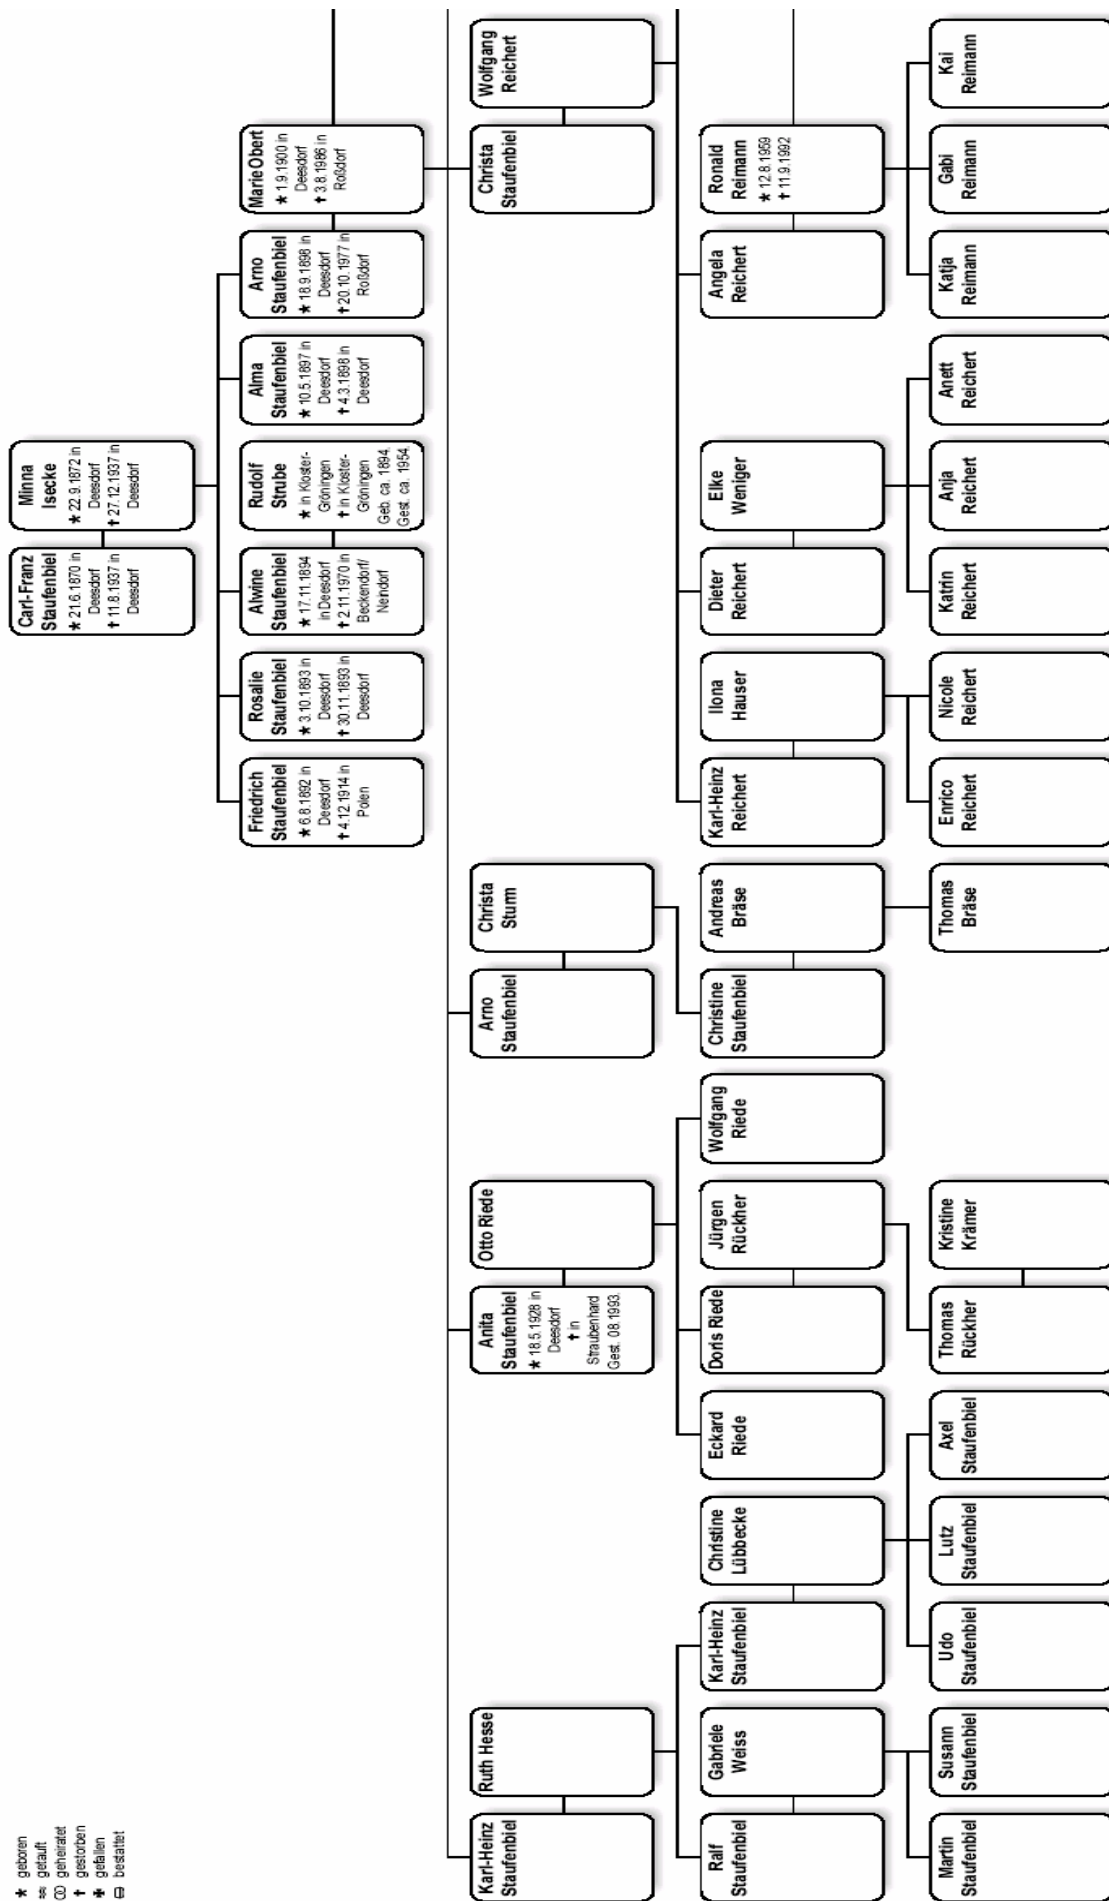 ★ geboren
≈ getauft
⚭ geheiratet
✝ gestorben
✠ gefallen
⊟ bestattet
Carl-Franz
Staufenbiel
★ 21.6.1870 in
Deesdorf
✝ 11.8.1937 in
Deesdorf
Minna
Isecke
★ 22.9.1872 in
Deesdorf
✝ 27.12.1937 in
Deesdorf
Friedrich
Staufenbiel
★ 6.8.1892 in
Deesdorf
✝ 4.12.1914 in
Polen
Rosalie
Staufenbiel
★ 3.10.1893 in
Deesdorf
✝ 30.11.1893 in
Deesdorf
Alwine
Staufenbiel
★ 17.11.1894
in Deesdorf
✝ 2.11.1970 in
Beckendorf/
Neindorf
Rudolf
Strube
★ in Kloster-
Gröningen
✝ in Kloster-
Gröningen
Geb. ca. 1894.
Gest. ca. 1954.
Alma
Staufenbiel
★ 10.5.1897 in
Deesdorf
✝ 4.3.1898 in
Deesdorf
Arno
Staufenbiel
★ 18.9.1898 in
Deesdorf
✝ 20.10.1977 in
Roßdorf
Marie Obert
★ 1.9.1900 in
Deesdorf
✝ 3.8.1986 in
Roßdorf
Karl-Heinz
Staufenbiel
Ruth Hesse
Anita
Staufenbiel
★ 18.5.1928 in
Deesdorf
✝ in
Straubenhard
Gest. 08.1993.
Otto Riede
Arno
Staufenbiel
Christa
Sturm
Christa
Staufenbiel
Wolfgang
Reichert
Ralf
Staufenbiel
Gabriele
Weiss
Karl-Heinz
Staufenbiel
Christine
Lübbecke
Eckard
Riede
Doris Riede
Jürgen
Rückher
Wolfgang
Riede
Christine
Staufenbiel
Andreas
Bräse
Karl-Heinz
Reichert
Ilona
Hauser
Dieter
Reichert
Elke
Weniger
Angela
Reichert
Ronald
Reimann
★ 12.8.1959
✝ 11.9.1992
Martin
Staufenbiel
Susann
Staufenbiel
Udo
Staufenbiel
Lutz
Staufenbiel
Axel
Staufenbiel
Thomas
Rückher
Kristine
Krämer
Thomas
Bräse
Enrico
Reichert
Nicole
Reichert
Katrin
Reichert
Anja
Reichert
Anett
Reichert
Katja
Reimann
Gabi
Reimann
Kai
Reimann